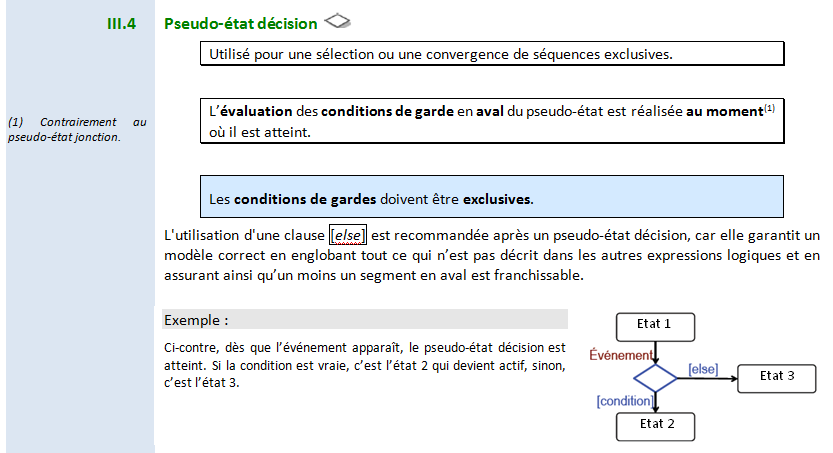 III.4 Pseudo-état décision
Utilisé pour une sélection ou une convergence de séquences exclusives.
(1) Contrairement au
pseudo-état jonction.
L'évaluation des conditions de garde en aval du pseudo-état est réalisée au moment(1)
où il est atteint.
Les conditions de gardes doivent être exclusives.
L'utilisation d'une clause [else] est recommandée après un pseudo-état décision, car elle garantit un
modèle correct en englobant tout ce qui n'est pas décrit dans les autres expressions logiques et en
assurant ainsi qu'un moins un segment en aval est franchissable.
Exemple :
Ci-contre, dès que l'événement apparaît, le pseudo-état décision est
atteint. Si la condition est vraie, c'est l'état 2 qui devient actif, sinon,
c'est l'état 3.
Etat 1
Événement
[else]
Etat 3
[condition]
Etat 2